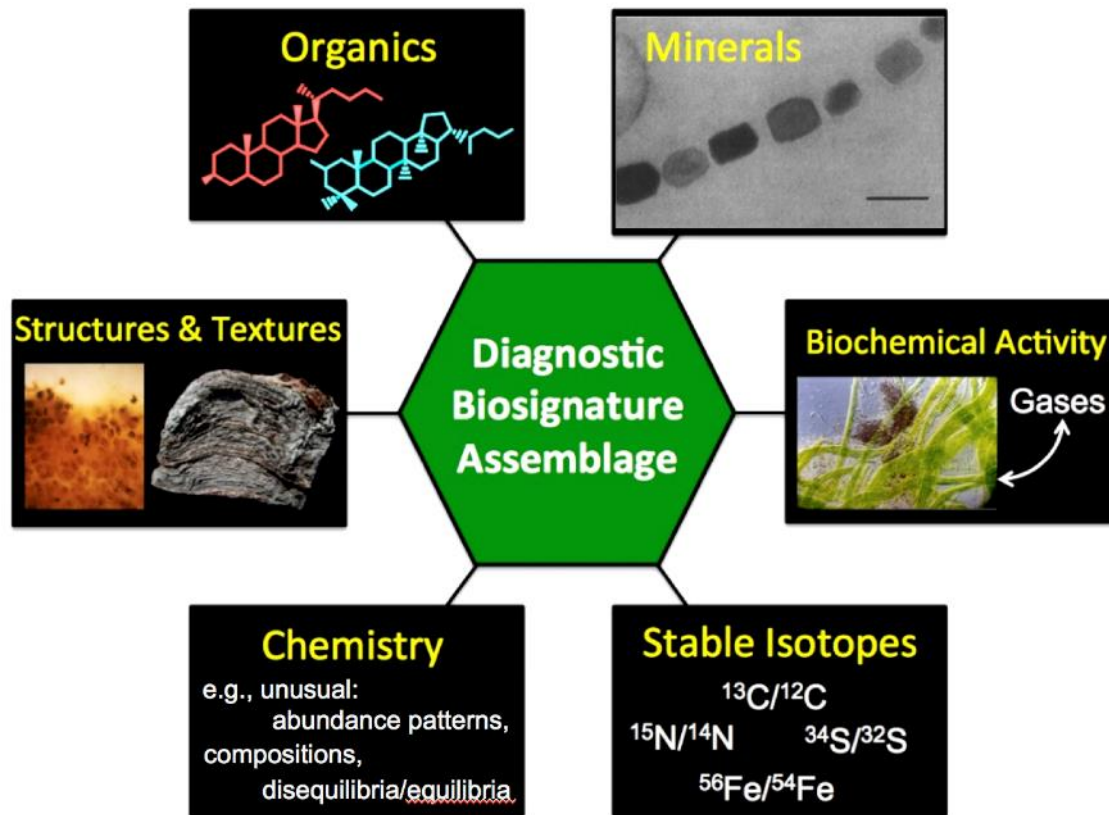 Organics
Minerals
Structures & Textures
Diagnostic
Biosignature
Assemblage
Biochemical Activity
Gases
Chemistry
e.g., unusual:
abundance patterns,
compositions,
disequilibria/equilibria
Stable Isotopes
¹³C/¹²C
¹⁵N/¹⁴N ³⁴S/³²S
⁵⁶Fe/⁵⁴Fe